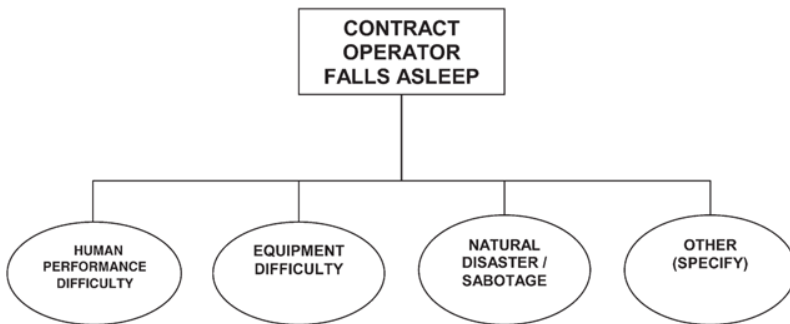 CONTRACT
OPERATOR
FALLS ASLEEP
HUMAN
PERFORMANCE
DIFFICULTY
EQUIPMENT
DIFFICULTY
NATURAL
DISASTER /
SABOTAGE
OTHER
(SPECIFY)